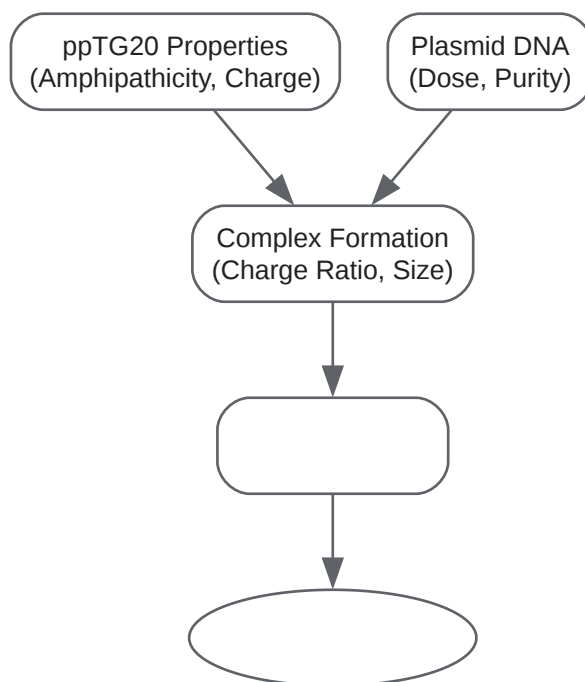 ppTG20 Properties
(Amphipathicity, Charge)
Plasmid DNA
(Dose, Purity)
Complex Formation
(Charge Ratio, Size)